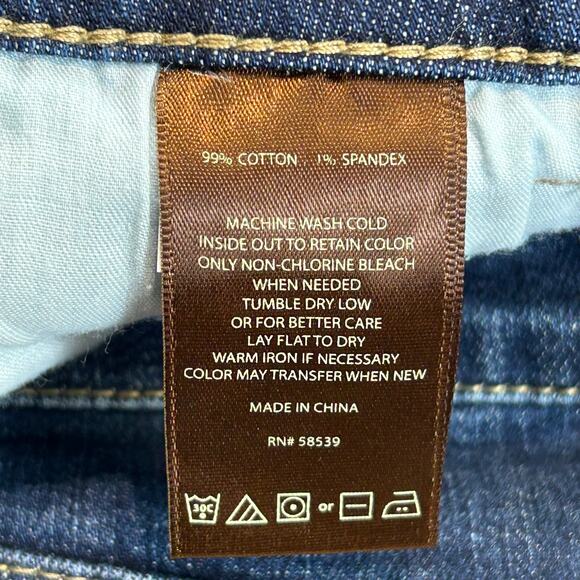 99% COTTON 1% SPANDEX
MACHINE WASH COLD
INSIDE OUT TO RETAIN COLOR
ONLY NON-CHLORINE BLEACH
WHEN NEEDED
TUMBLE DRY LOW
OR FOR BETTER CARE
LAY FLAT TO DRY
WARM IRON IF NECESSARY
COLOR MAY TRANSFER WHEN NEW
MADE IN CHINA
RN# 58539
30C or